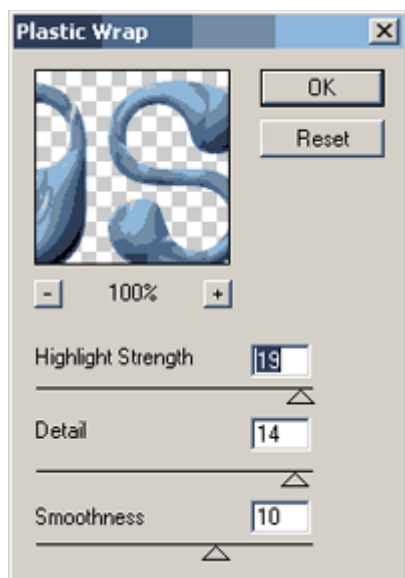 Plastic Wrap
OK
Reset
- 100% +
Highlight Strength 19
Detail 14
Smoothness 10